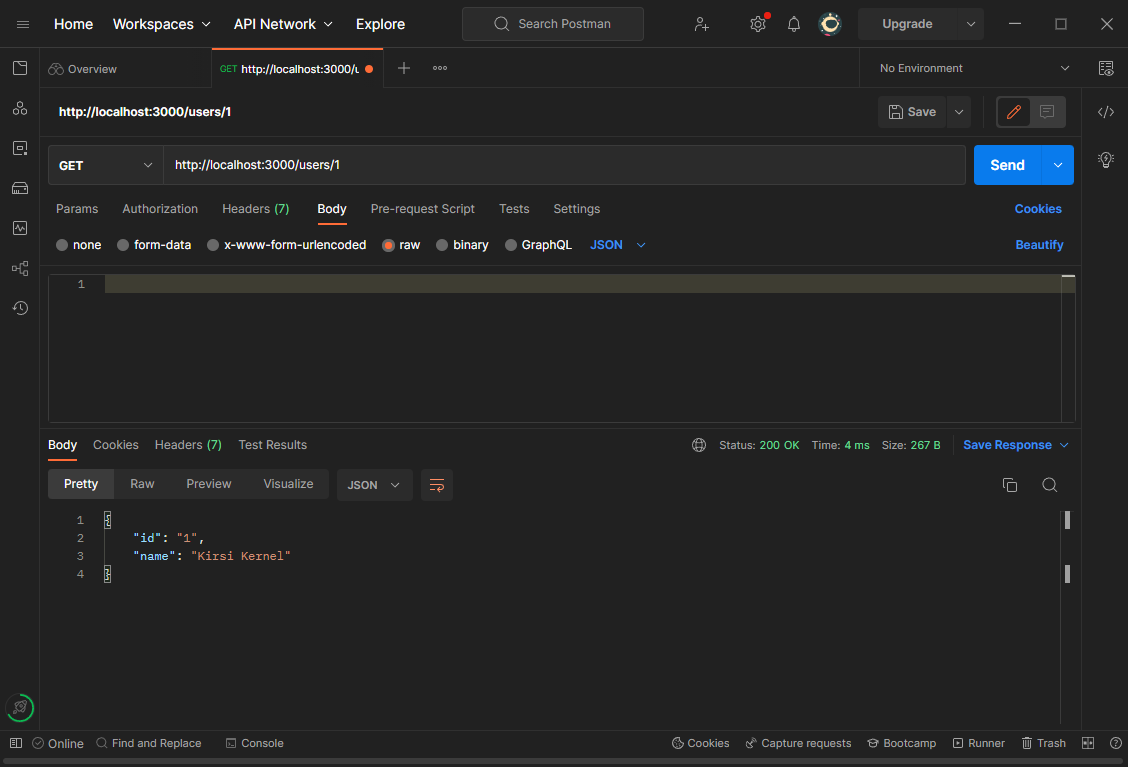 Home Workspaces API Network Explore Search Postman Upgrade
Overview GET http://localhost:3000/u No Environment
http://localhost:3000/users/1 Save
GET http://localhost:3000/users/1 Send
Params Authorization Headers (7) Body Pre-request Script Tests Settings Cookies
none form-data x-www-form-urlencoded raw binary GraphQL JSON Beautify
1
Body Cookies Headers (7) Test Results Status: 200 OK Time: 4 ms Size: 267 B Save Response
Pretty Raw Preview Visualize JSON
1 {
2 "id": "1",
3 "name": "Kirsi Kernel"
4 }
Online Find and Replace Console Cookies Capture requests Bootcamp Runner Trash